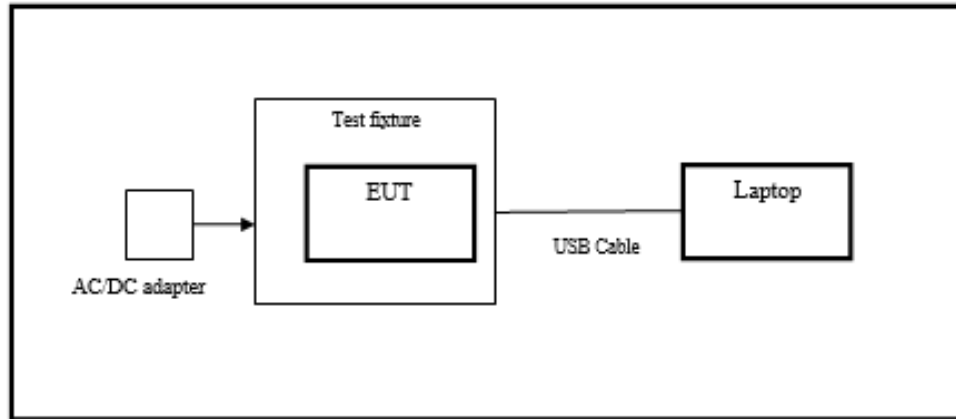 Test fixture
EUT
Laptop
USB Cable
AC/DC adapter